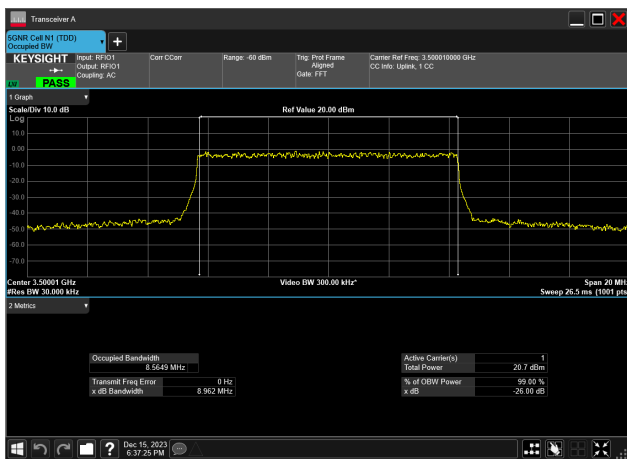 Transceiver A
5GNR Cell N1 (TDD)
Occupied BW
KEYSIGHT
Input: RFIO1
Output: RFIO1
Coupling: AC
Corr CCorr
Range: -60 dBm
Trig: Prot Frame
Aligned
Gate: FFT
Carrier Ref Freq: 3.500010000 GHz
CC Info: Uplink, 1 CC
PASS
1 Graph
Scale/Div 10.0 dB
Ref Value 20.00 dBm
Log
10.0
0.00
-10.0
-20.0
-30.0
-40.0
-50.0
-60.0
-70.0
Center 3.50001 GHz
Video BW 300.00 kHz*
Span 20 MH
#Res BW 30.000 kHz
Sweep 26.5 ms (1001 pts
2 Metrics
Occupied Bandwidth
8.5649 MHz
Active Carrier(s) 1
Total Power 20.7 dBm
Transmit Freq Error 0 Hz
x dB Bandwidth 8.962 MHz
% of OBW Power 99.00 %
x dB -26.00 dB
Dec 15, 2023
6:37:25 PM